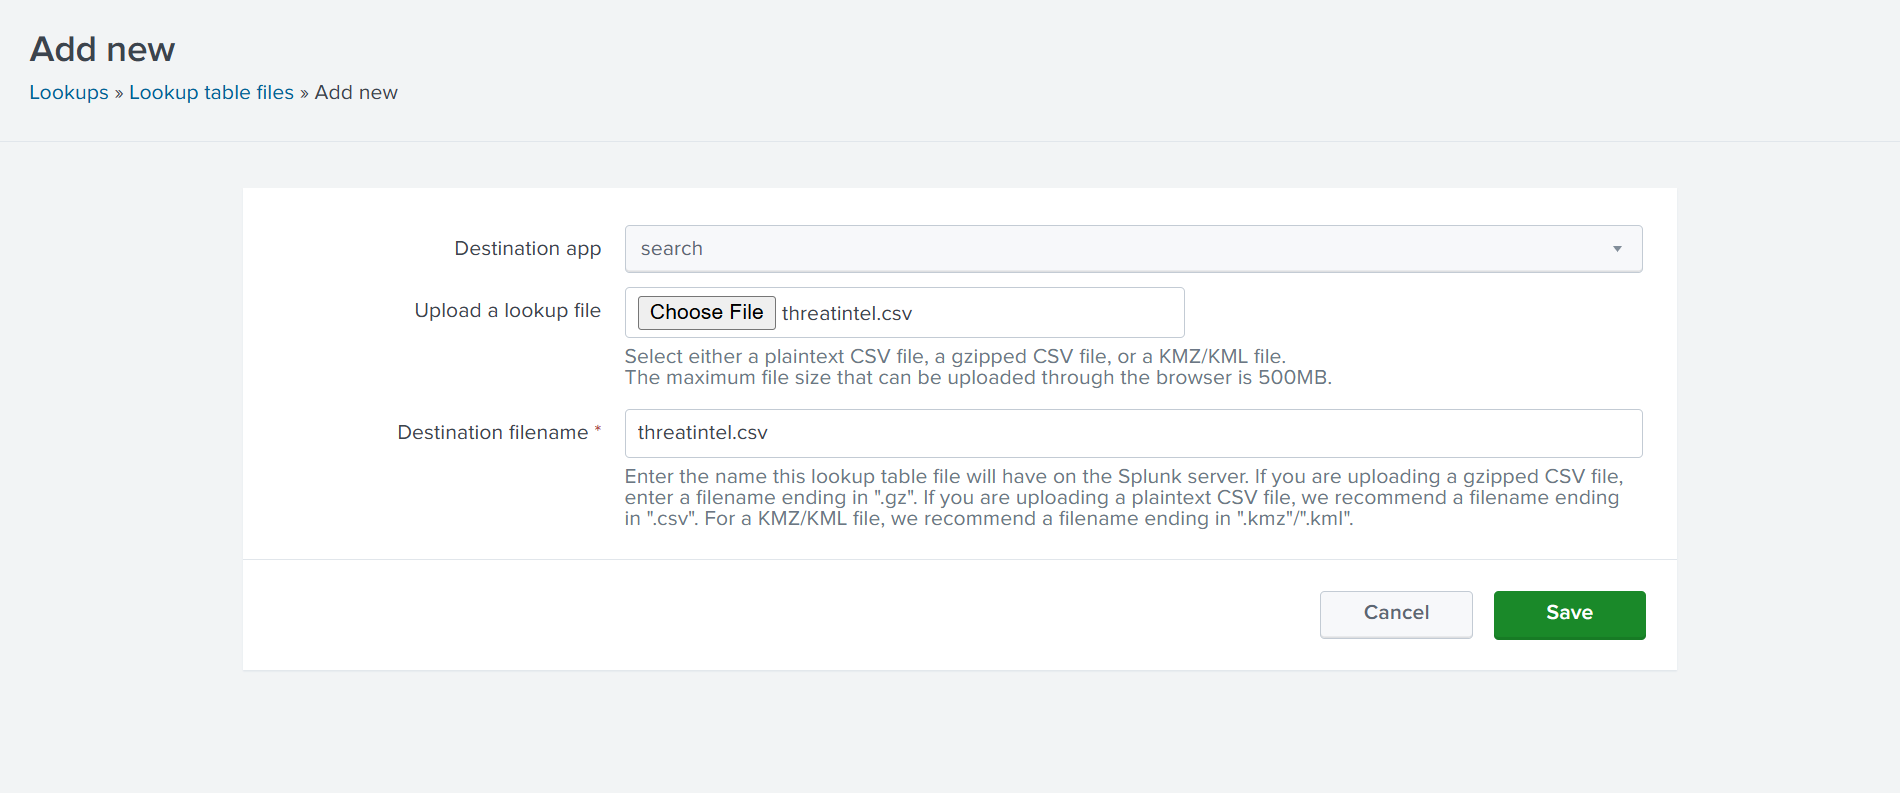 Add new
Lookups » Lookup table files » Add new
Destination app
search
Upload a lookup file
Choose File threatintel.csv
Select either a plaintext CSV file, a gzipped CSV file, or a KMZ/KML file.
The maximum file size that can be uploaded through the browser is 500MB.
Destination filename *
threatintel.csv
Enter the name this lookup table file will have on the Splunk server. If you are uploading a gzipped CSV file,
enter a filename ending in ".gz". If you are uploading a plaintext CSV file, we recommend a filename ending
in ".csv". For a KMZ/KML file, we recommend a filename ending in ".kmz"/".kml".
Cancel
Save